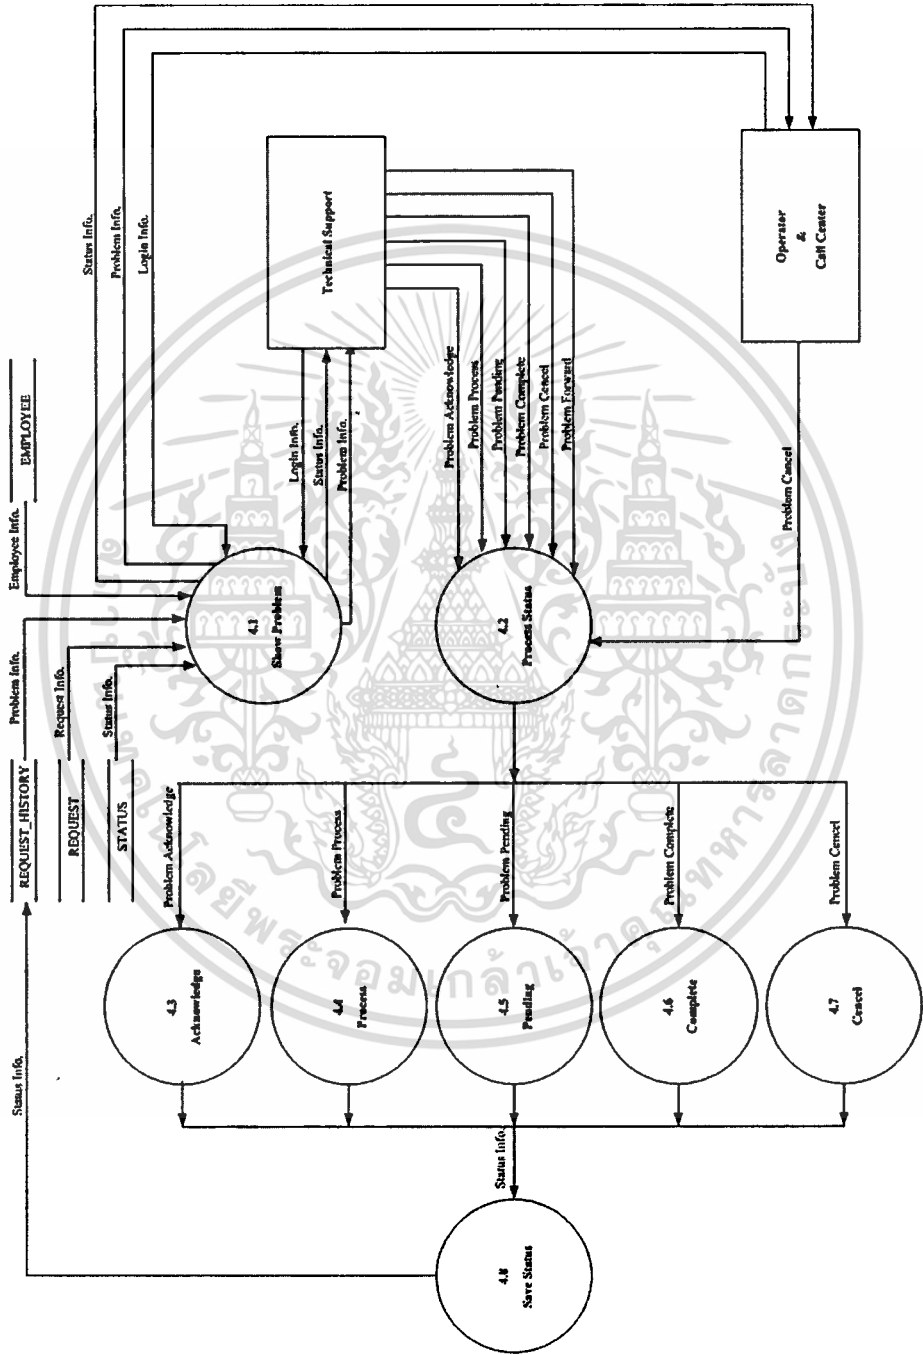 Status Info.
Problem Info.
Login Info.
EMPLOYEE
Employee Info.
Problem Info.
Request Info.
Status Info.
REQUEST_HISTORY
REQUEST
STATUS
Status Info.
Technical Support
Operator
&
Call Center
Login Info.
Status Info.
Problem Info.
4.1
Show Problem
Problem Acknowledge
Problem Process
Problem Panding
Problem Complete
Problem Cencel
Problem Forward
Problem Cancel
4.2
Process Status
Problem Acknowledge
Problem Process
Problem Pending
Problem Complete
Problem Cencel
4.3
Acknowledge
4.4
Process
4.5
Pending
4.6
Complete
4.7
Cencel
Status Info.
4.8
Save Status